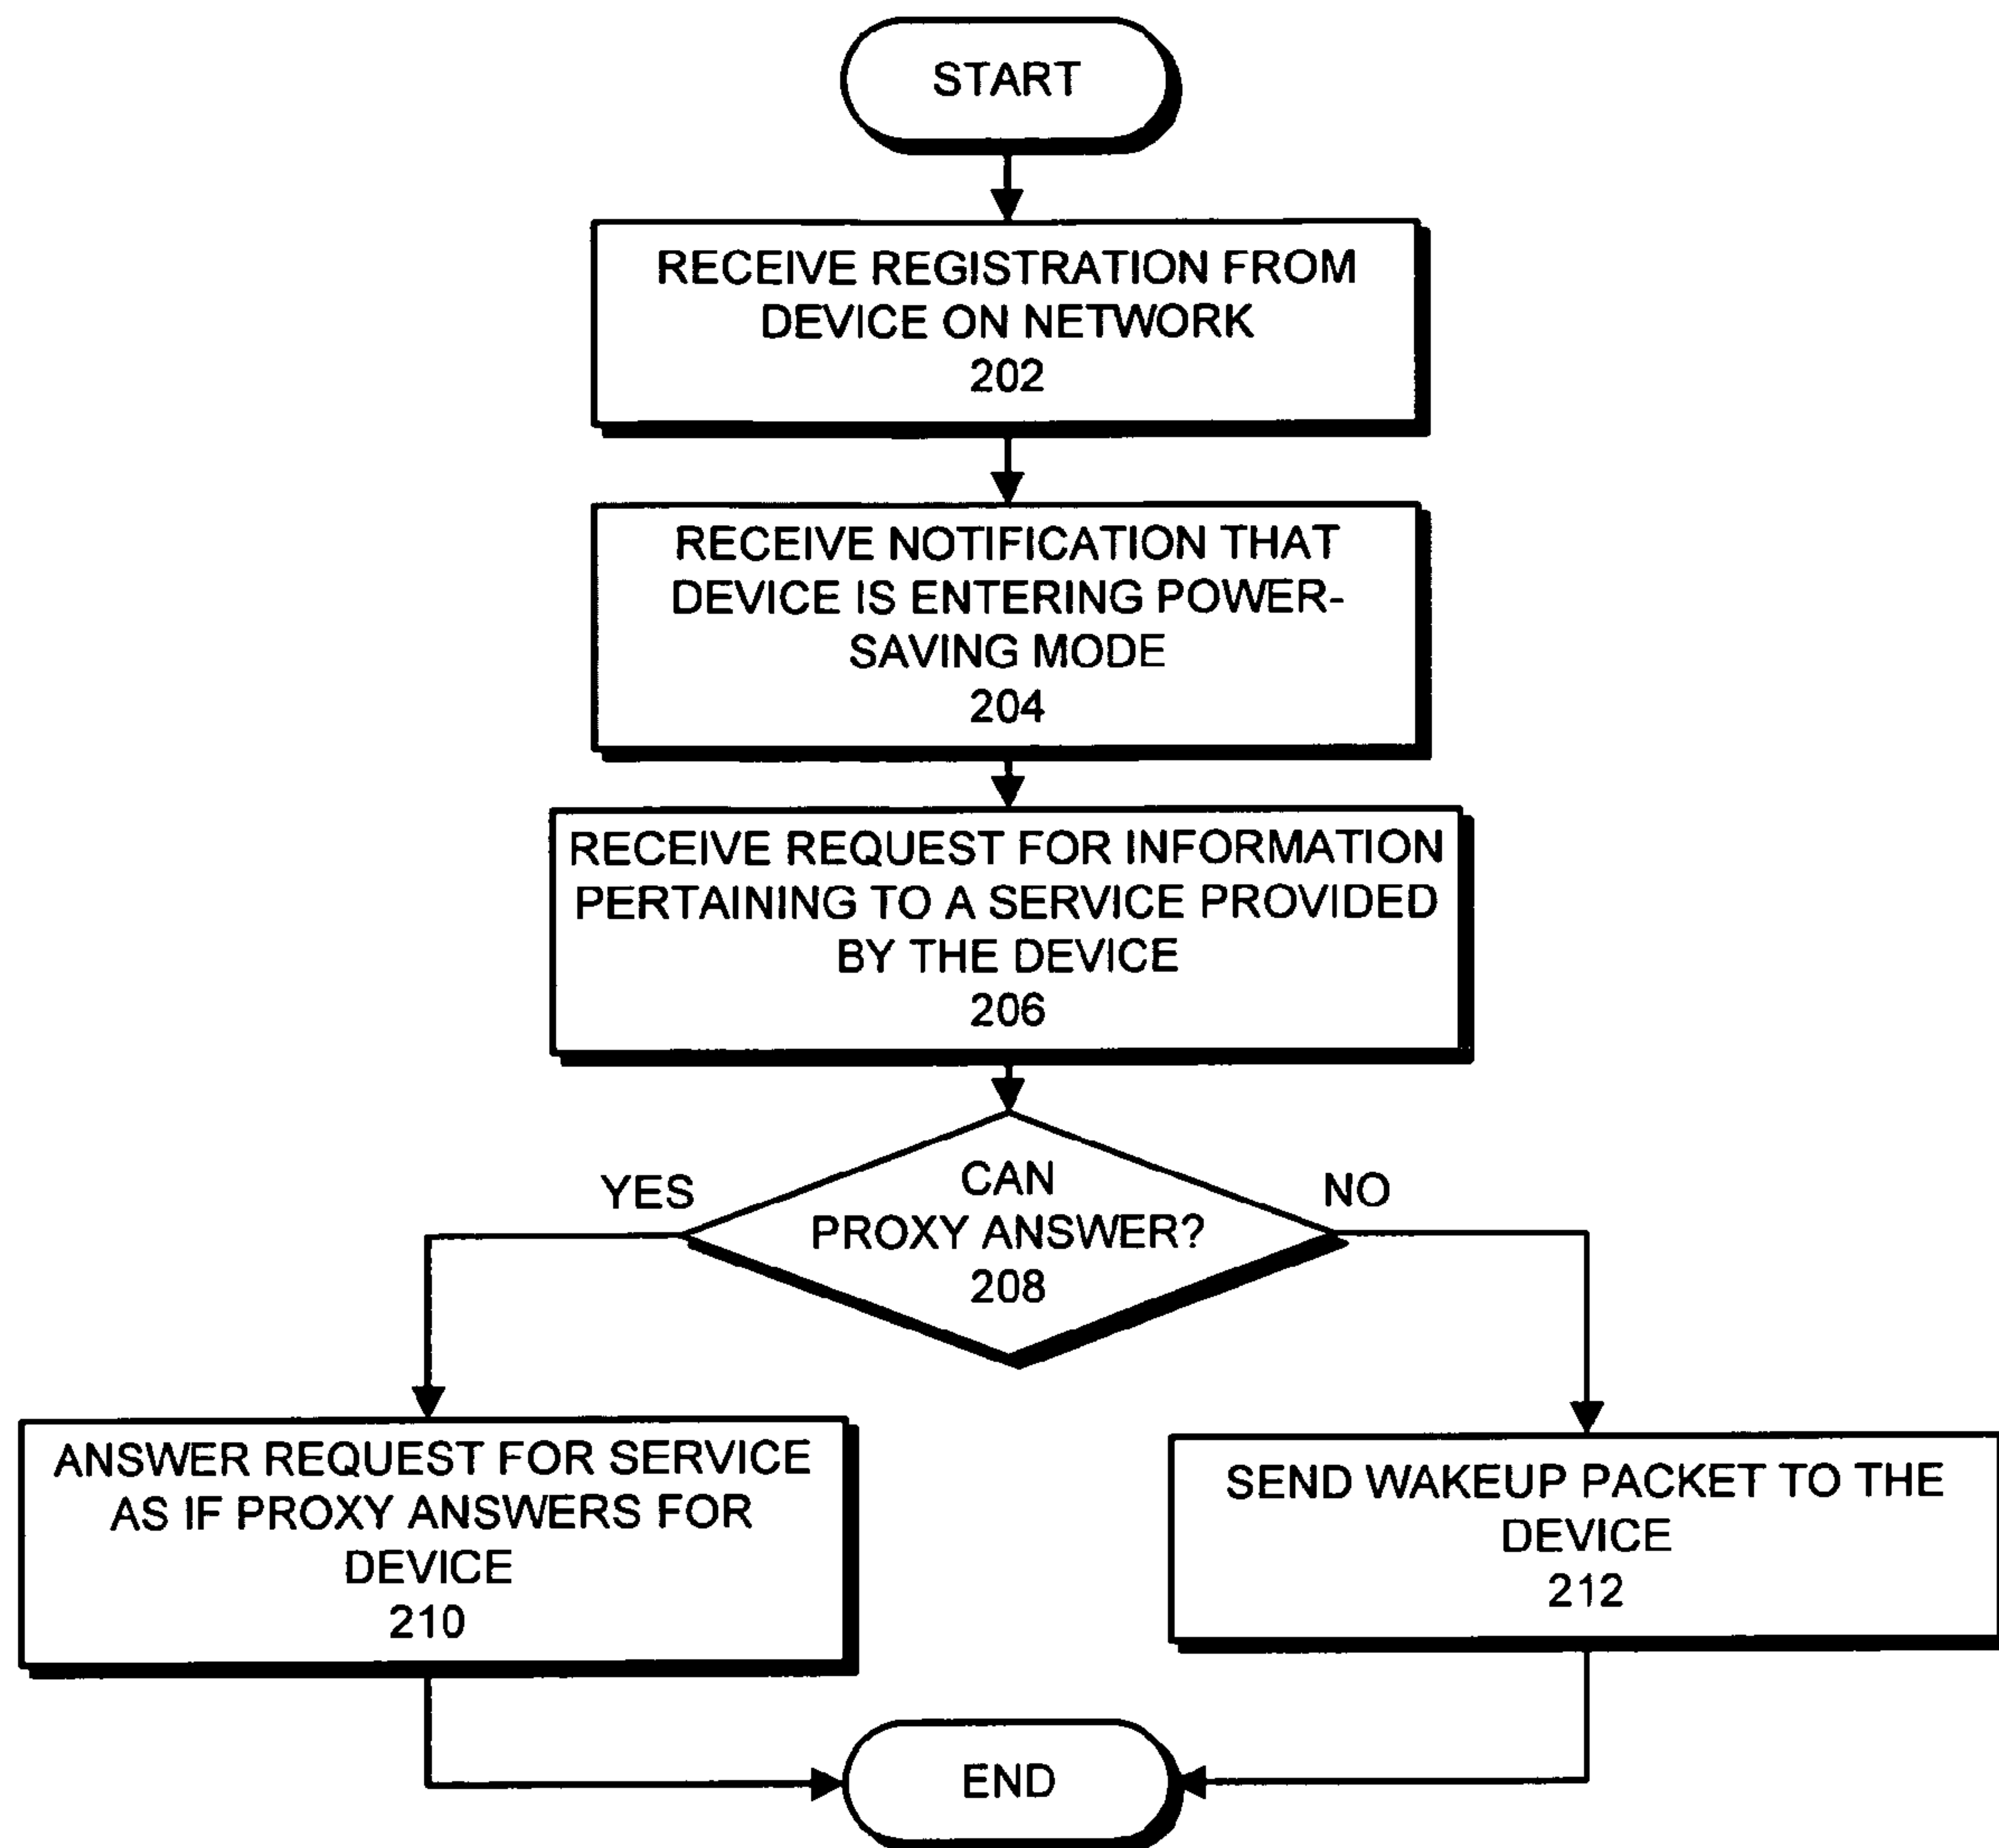 START
RECEIVE REGISTRATION FROM
DEVICE ON NETWORK
202
RECEIVE NOTIFICATION THAT
DEVICE IS ENTERING POWER-
SAVING MODE
204
RECEIVE REQUEST FOR INFORMATION
PERTAINING TO A SERVICE PROVIDED
BY THE DEVICE
206
CAN
PROXY ANSWER?
208
YES
NO
ANSWER REQUEST FOR SERVICE
AS IF PROXY ANSWERS FOR
DEVICE
210
SEND WAKEUP PACKET TO THE
DEVICE
212
END